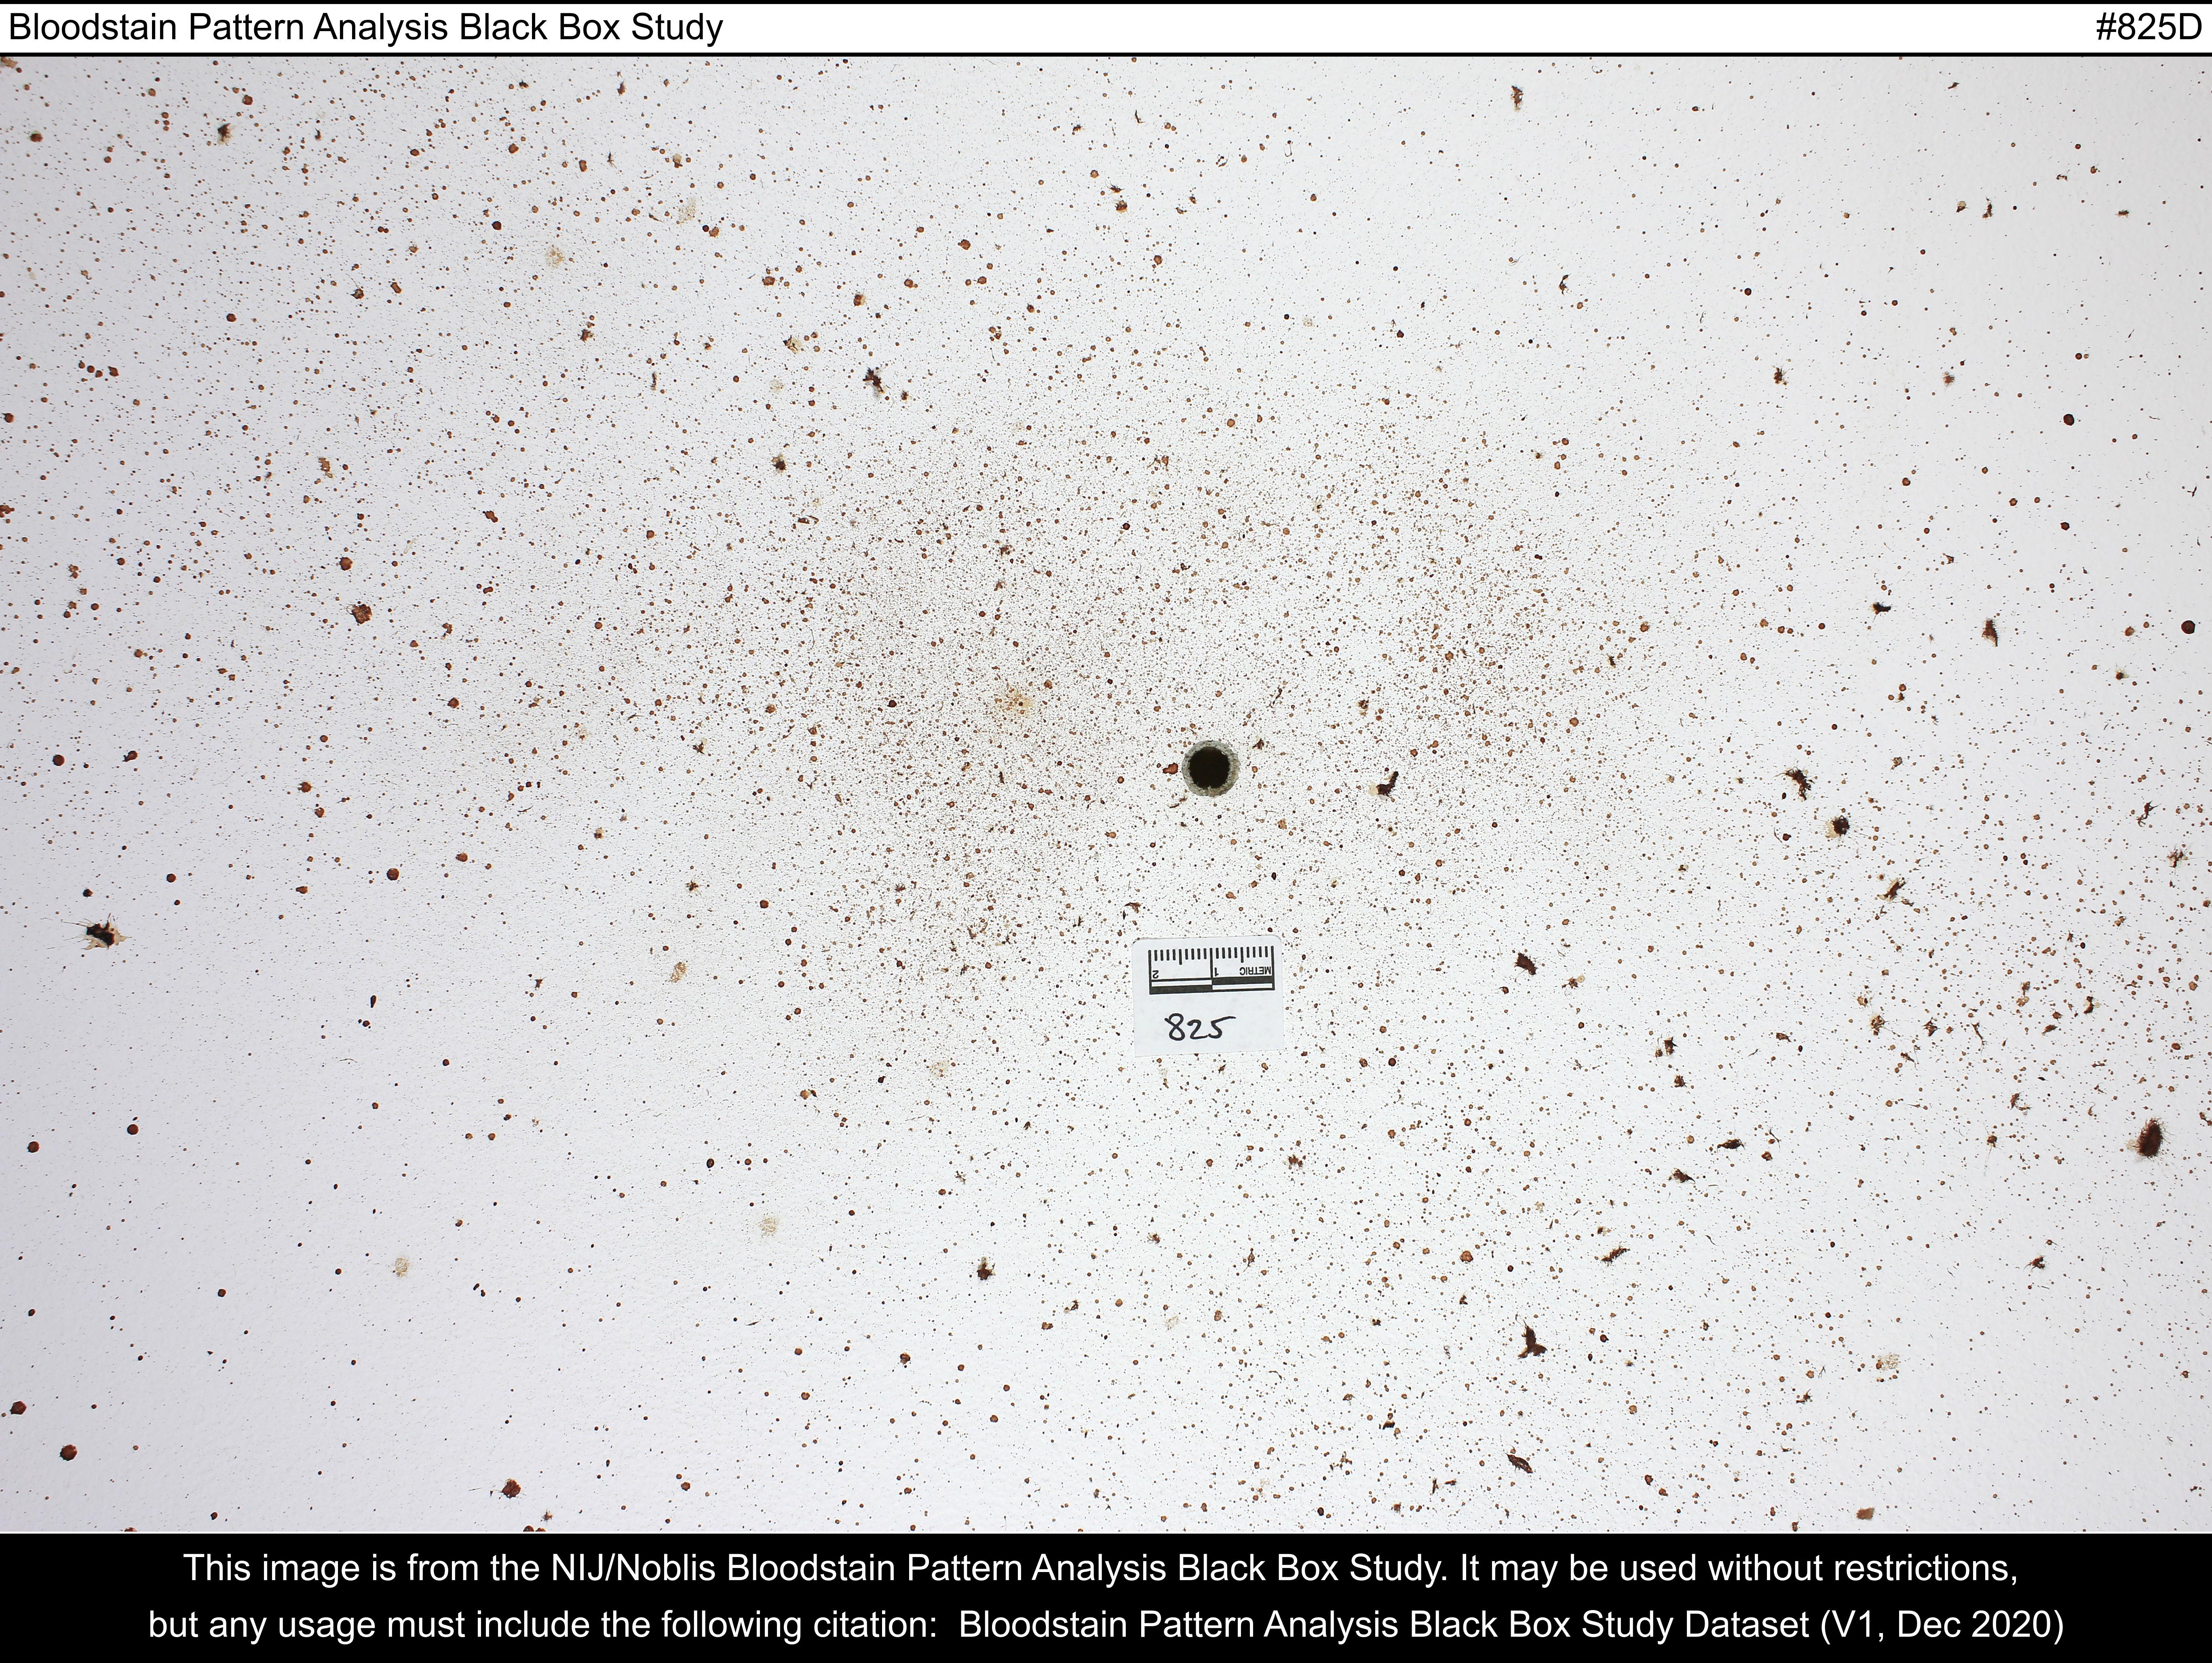 Bloodstain Pattern Analysis Black Box Study #825D
2 1 METRIC
825
This image is from the NIJ/Noblis Bloodstain Pattern Analysis Black Box Study. It may be used without restrictions,
but any usage must include the following citation:  Bloodstain Pattern Analysis Black Box Study Dataset (V1, Dec 2020)